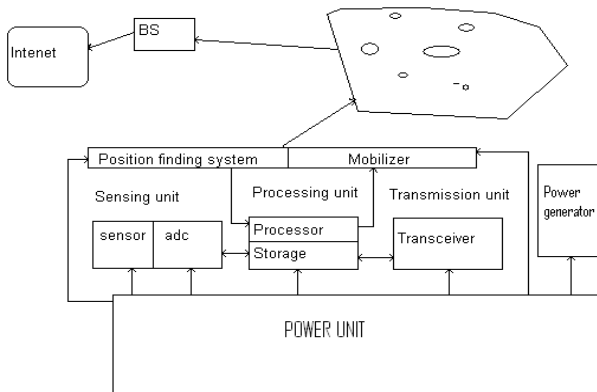 Intenet
BS
Position finding system
Mobilizer
Sensing unit
Processing unit
Transmission unit
Power
generator
sensor
adc
Processor
Storage
Transceiver
POWER UNIT